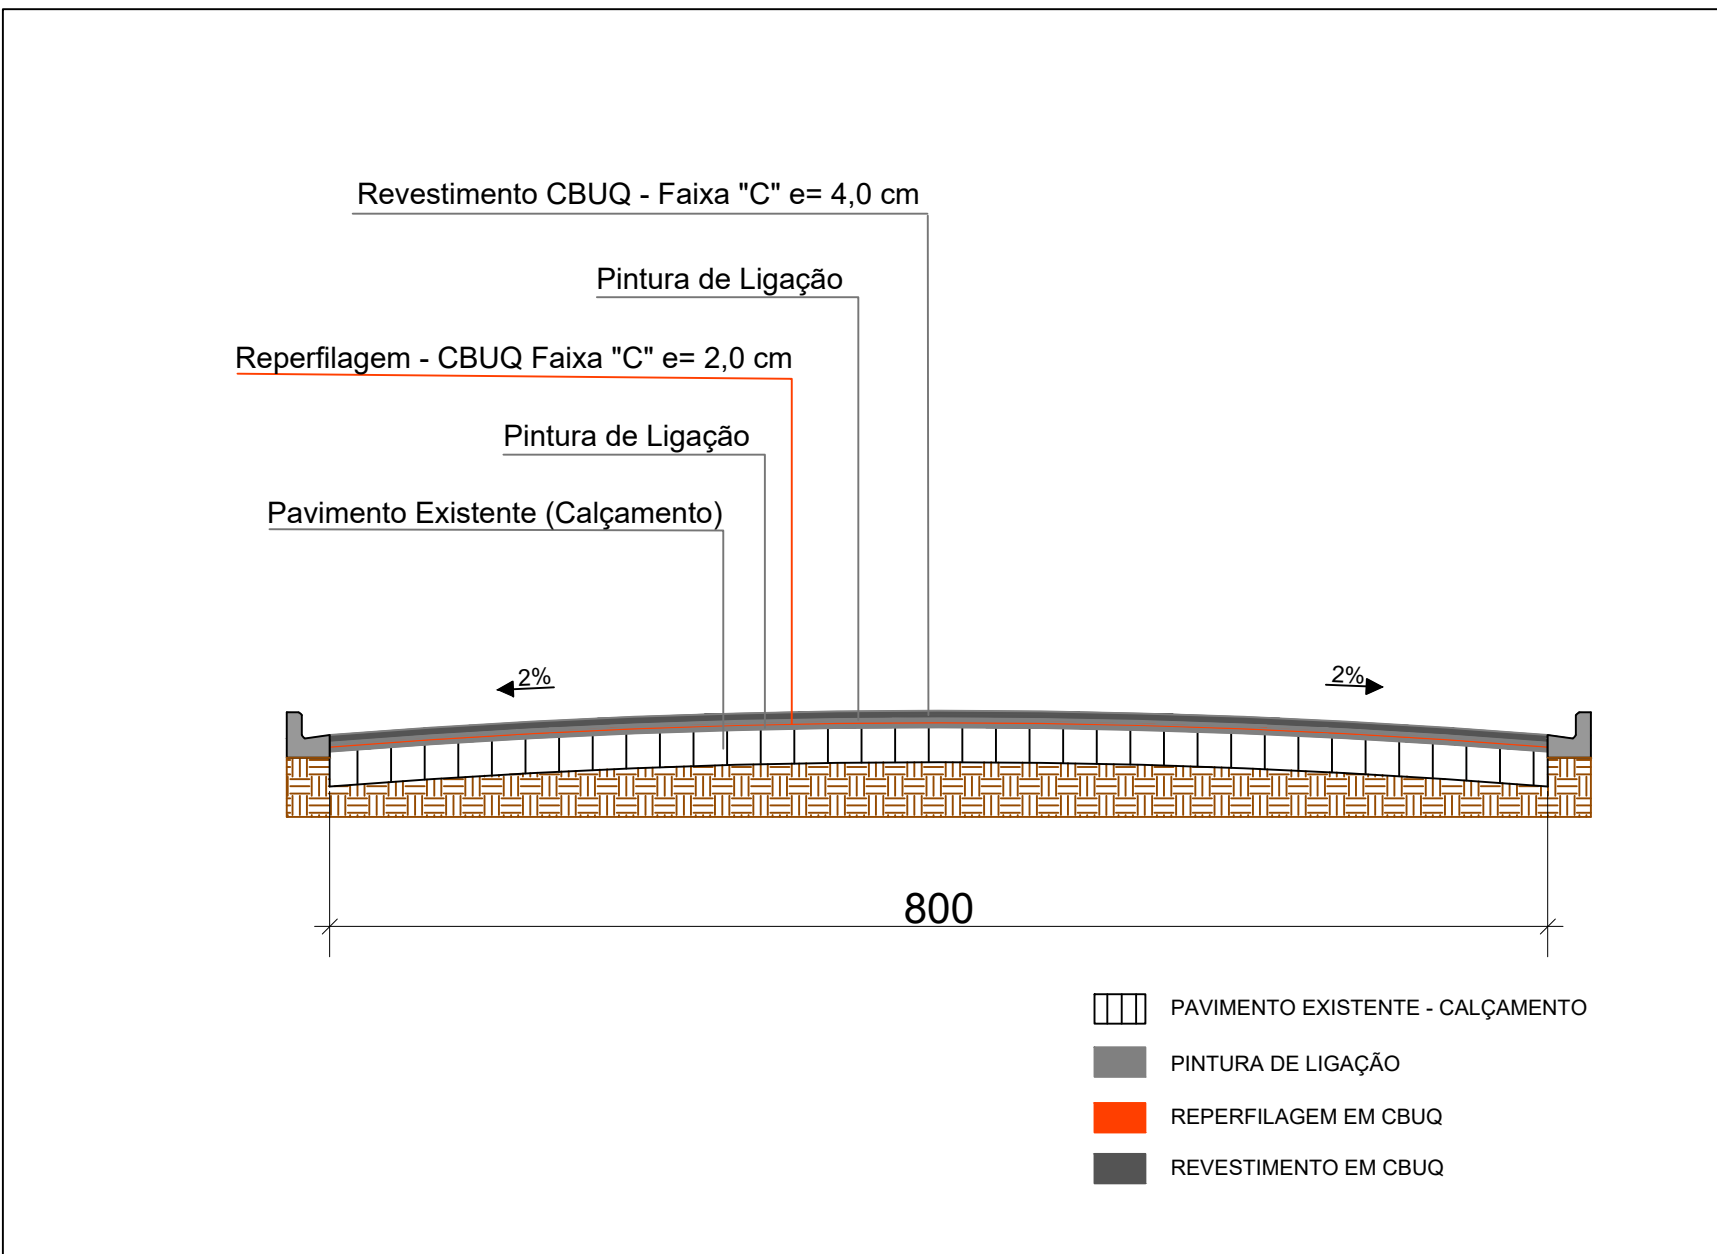 Revestimento CBUQ - Faixa "C" e= 4,0 cm
Pintura de Ligação
Reperfilagem - CBUQ Faixa "C" e= 2,0 cm
Pintura de Ligação
Pavimento Existente (Calçamento)
2%
2%
800
PAVIMENTO EXISTENTE - CALÇAMENTO
PINTURA DE LIGAÇÃO
REPERFILAGEM EM CBUQ
REVESTIMENTO EM CBUQ